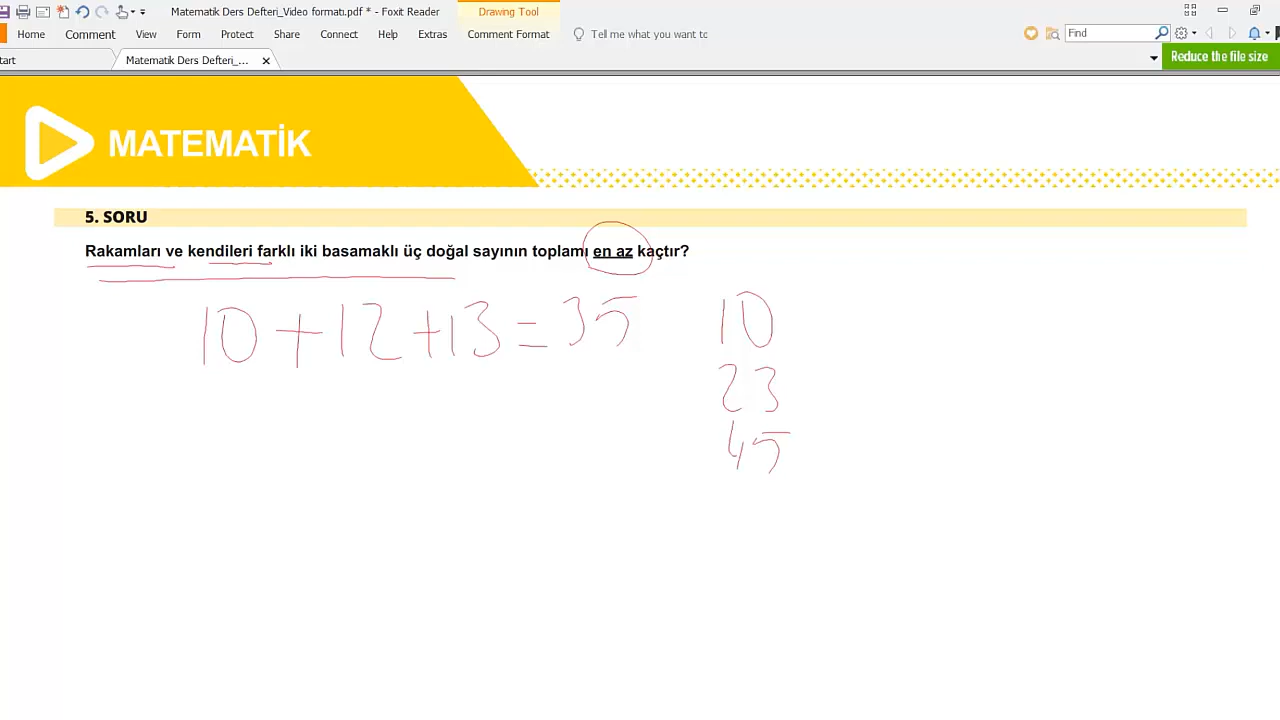 Matematik Ders Defteri_Video formatı.pdf * - Foxit Reader
Drawing Tool
Home Comment View Form Protect Share Connect Help Extras Comment Format Tell me what you want to
Find
tart
Matematik Ders Defteri_...
Reduce the file size
MATEMATİK
5. SORU
Rakamları ve kendileri farklı iki basamaklı üç doğal sayının toplamı en az kaçtır?
10 + 12 + 13 = 35
10
23
45